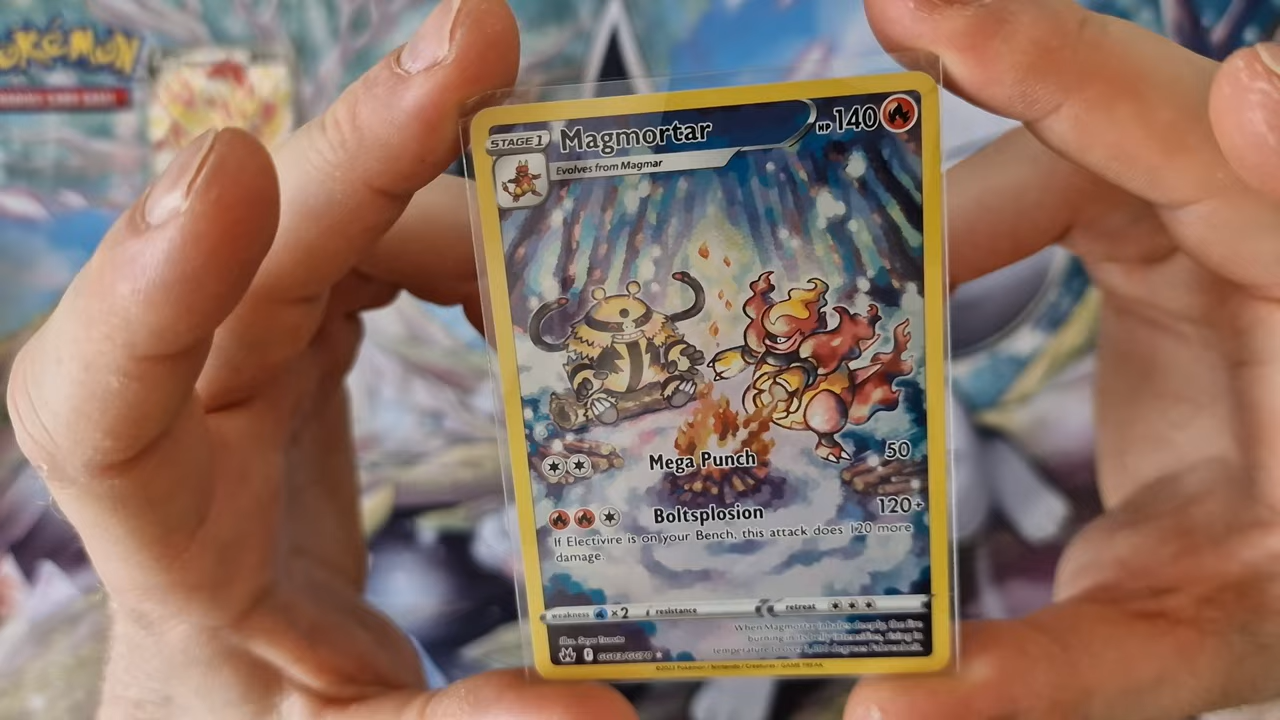 POKÉMON
STAGE 1
Magmortar
HP 140
Evolves from Magmar
Mega Punch
50
Boltsplosion
120+
If Electivire is on your Bench, this attack does 120 more
damage.
weakness ×2 resistance retreat
Illus. Sayo Tsutsuto
When Magmortar inhales deeply, the fire
burning in its belly intensifies, rising in
temperature to over 3,600 degrees Fahrenheit.
GG03/GG70
©2023 Pokémon / Nintendo / Creatures / GAME FREAK